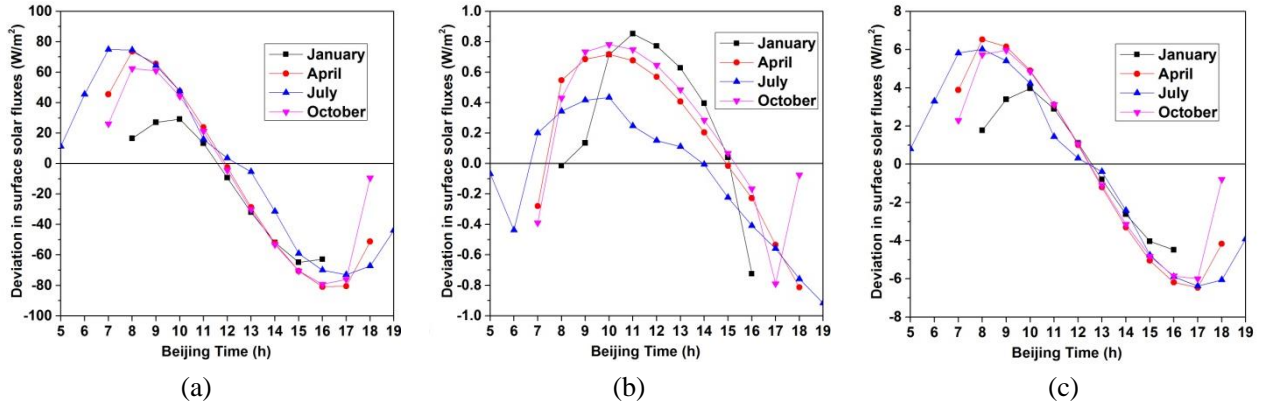 Deviation in surface solar fluxes (W/m²)
100
80
60
40
20
0
-20
-40
-60
-80
-100
January
April
July
October
5 6 7 8 9 10 11 12 13 14 15 16 17 18 19
Beijing Time (h)
(a)
Deviation in surface solar fluxes (W/m²)
1.0
0.8
0.6
0.4
0.2
0.0
-0.2
-0.4
-0.6
-0.8
-1.0
January
April
July
October
5 6 7 8 9 10 11 12 13 14 15 16 17 18 19
Beijing Time (h)
(b)
Deviation in surface solar fluxes (W/m²)
8
6
4
2
0
-2
-4
-6
-8
January
April
July
October
5 6 7 8 9 10 11 12 13 14 15 16 17 18 19
Beijing Time (h)
(c)